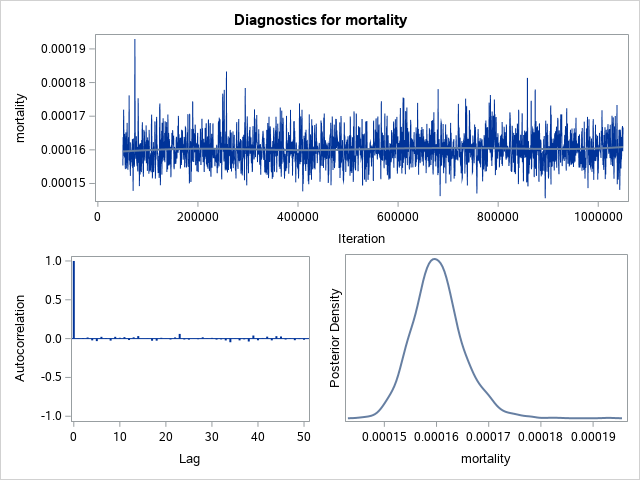 Diagnostics for mortality
mortality
0.00019
0.00018
0.00017
0.00016
0.00015
0 200000 400000 600000 800000 1000000
Iteration
Autocorrelation
1.0
0.5
0.0
-0.5
-1.0
0 10 20 30 40 50
Lag
Posterior Density
0.00015 0.00016 0.00017 0.00018 0.00019
mortality